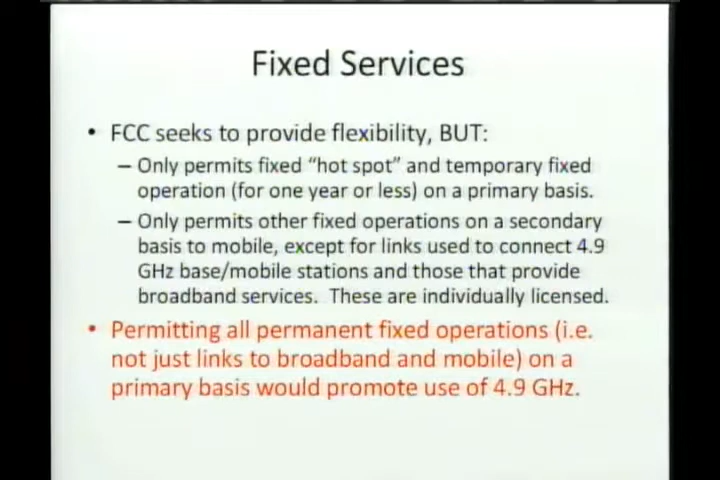 Fixed Services
• FCC seeks to provide flexibility, BUT:
– Only permits fixed “hot spot” and temporary fixed
operation (for one year or less) on a primary basis.
– Only permits other fixed operations on a secondary
basis to mobile, except for links used to connect 4.9
GHz base/mobile stations and those that provide
broadband services.  These are individually licensed.
• Permitting all permanent fixed operations (i.e.
not just links to broadband and mobile) on a
primary basis would promote use of 4.9 GHz.